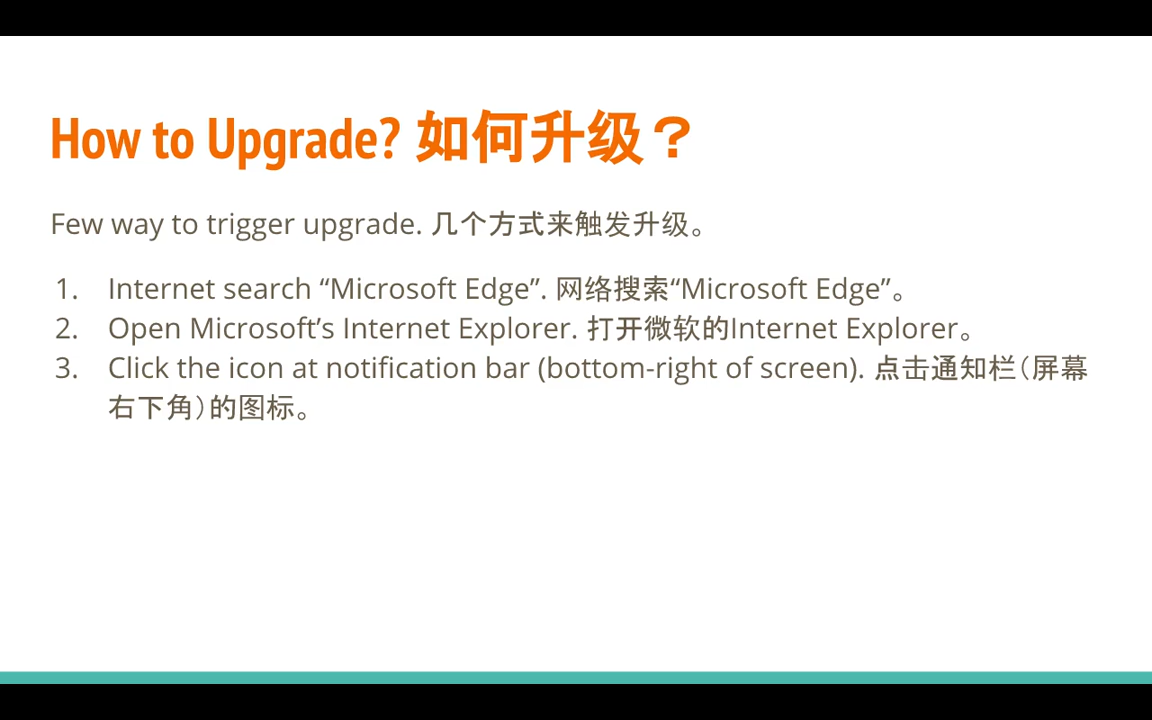 How to Upgrade? 如何升级？
Few way to trigger upgrade. 几个方式来触发升级。
1. Internet search “Microsoft Edge”. 网络搜索“Microsoft Edge”。
2. Open Microsoft’s Internet Explorer. 打开微软的Internet Explorer。
3. Click the icon at notification bar (bottom-right of screen). 点击通知栏（屏幕
右下角）的图标。